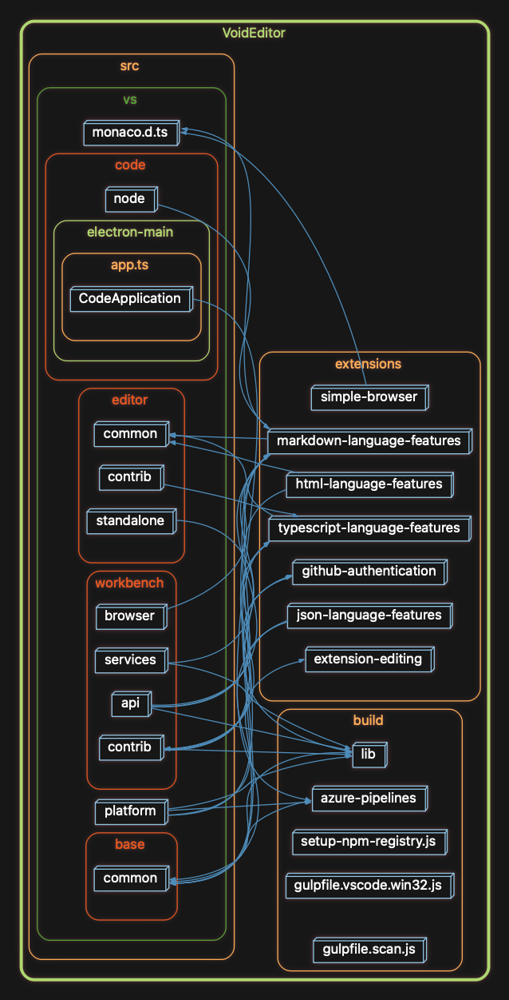 VoidEditor
src
vs
monaco.d.ts
code
node
electron-main
app.ts
CodeApplication
editor
common
contrib
standalone
workbench
browser
services
api
contrib
platform
base
common
extensions
simple-browser
markdown-language-features
html-language-features
typescript-language-features
github-authentication
json-language-features
extension-editing
build
lib
azure-pipelines
setup-npm-registry.js
gulpfile.vscode.win32.js
gulpfile.scan.js